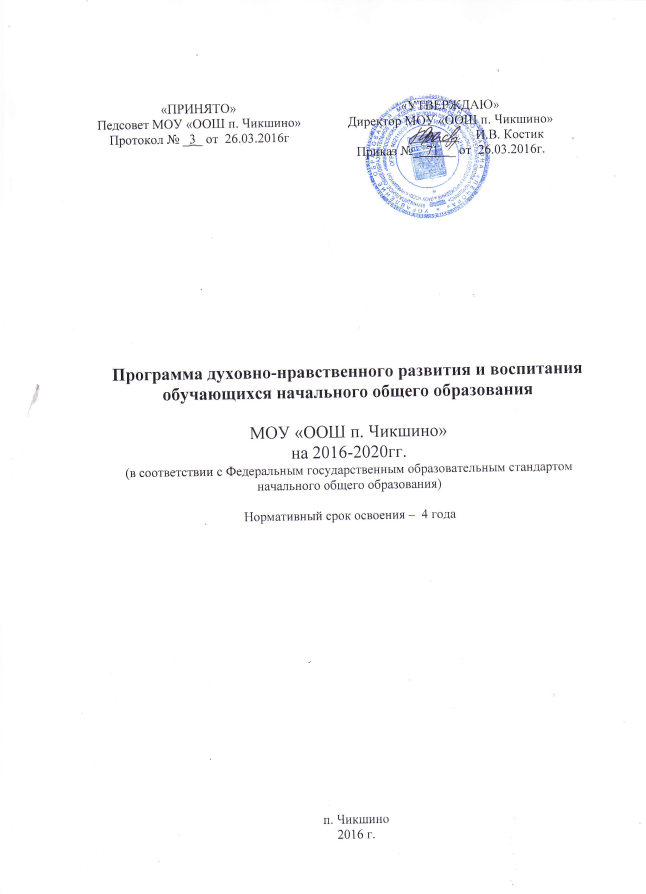 «ПРИНЯТО»
Педсовет МОУ «ООШ п. Чикшино»
Протокол № 3 от 26.03.2016г
«УТВЕРЖДАЮ»
Директор МОУ «ООШ п. Чикшино»
И.В. Костик
Приказ № 71 от 26.03.2016г.
Программа духовно-нравственного развития и воспитания
обучающихся начального общего образования
МОУ «ООШ п. Чикшино»
на 2016-2020гг.
(в соответствии с Федеральным государственным образовательным стандартом
начального общего образования)
Нормативный срок освоения – 4 года
п. Чикшино
2016 г.